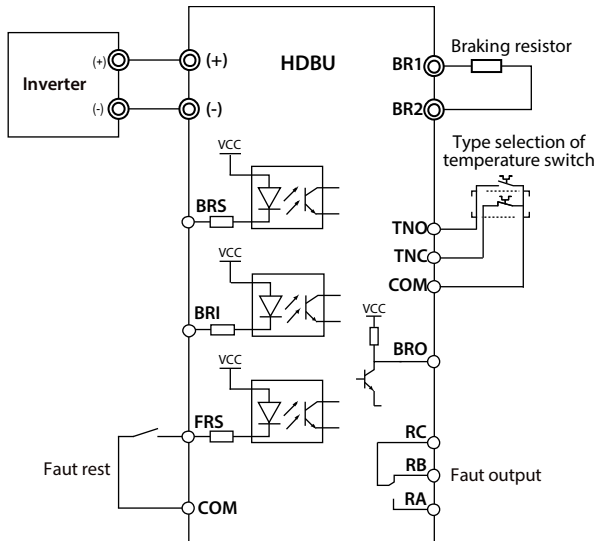 Inverter
(+)
(-)
(+)
(-)
HDBU
BR1
BR2
Braking resistor
Type selection of
temperature switch
VCC
BRS
TNO
TNC
COM
VCC
BRI
VCC
BRO
VCC
FRS
Faut rest
COM
RC
RB
RA
Faut output